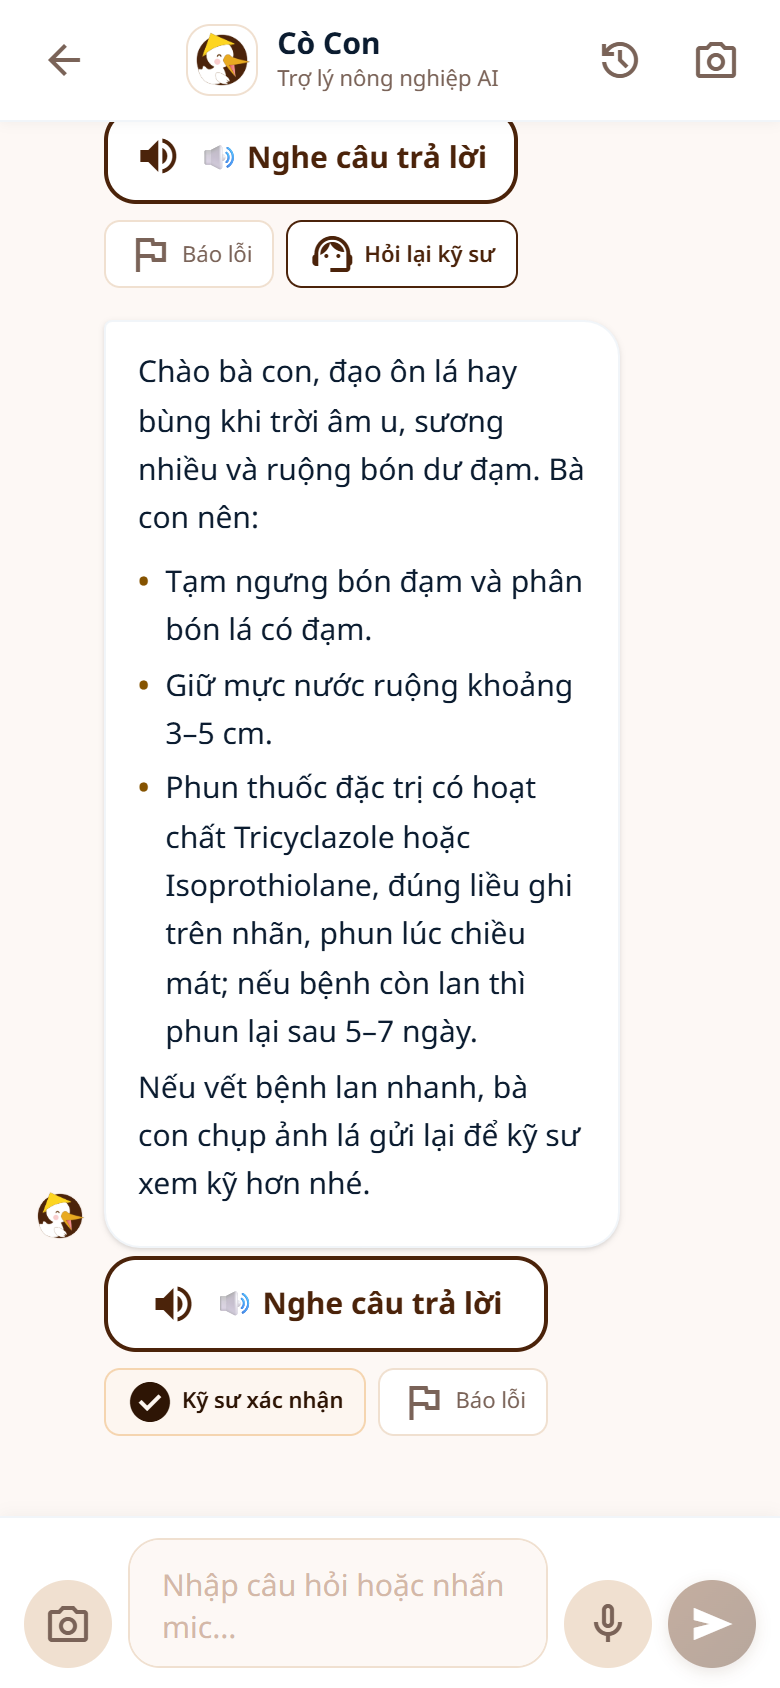 Cò Con
Trợ lý nông nghiệp AI
Nghe câu trả lời
Báo lỗi
Hỏi lại kỹ sư
Chào bà con, đạo ôn lá hay
bùng khi trời âm u, sương
nhiều và ruộng bón dư đạm. Bà
con nên:
• Tạm ngưng bón đạm và phân
bón lá có đạm.
• Giữ mực nước ruộng khoảng
3–5 cm.
• Phun thuốc đặc trị có hoạt
chất Tricyclazole hoặc
Isoprothiolane, đúng liều ghi
trên nhãn, phun lúc chiều
mát; nếu bệnh còn lan thì
phun lại sau 5–7 ngày.
Nếu vết bệnh lan nhanh, bà
con chụp ảnh lá gửi lại để kỹ sư
xem kỹ hơn nhé.
Nghe câu trả lời
Kỹ sư xác nhận
Báo lỗi
Nhập câu hỏi hoặc nhấn
mic...